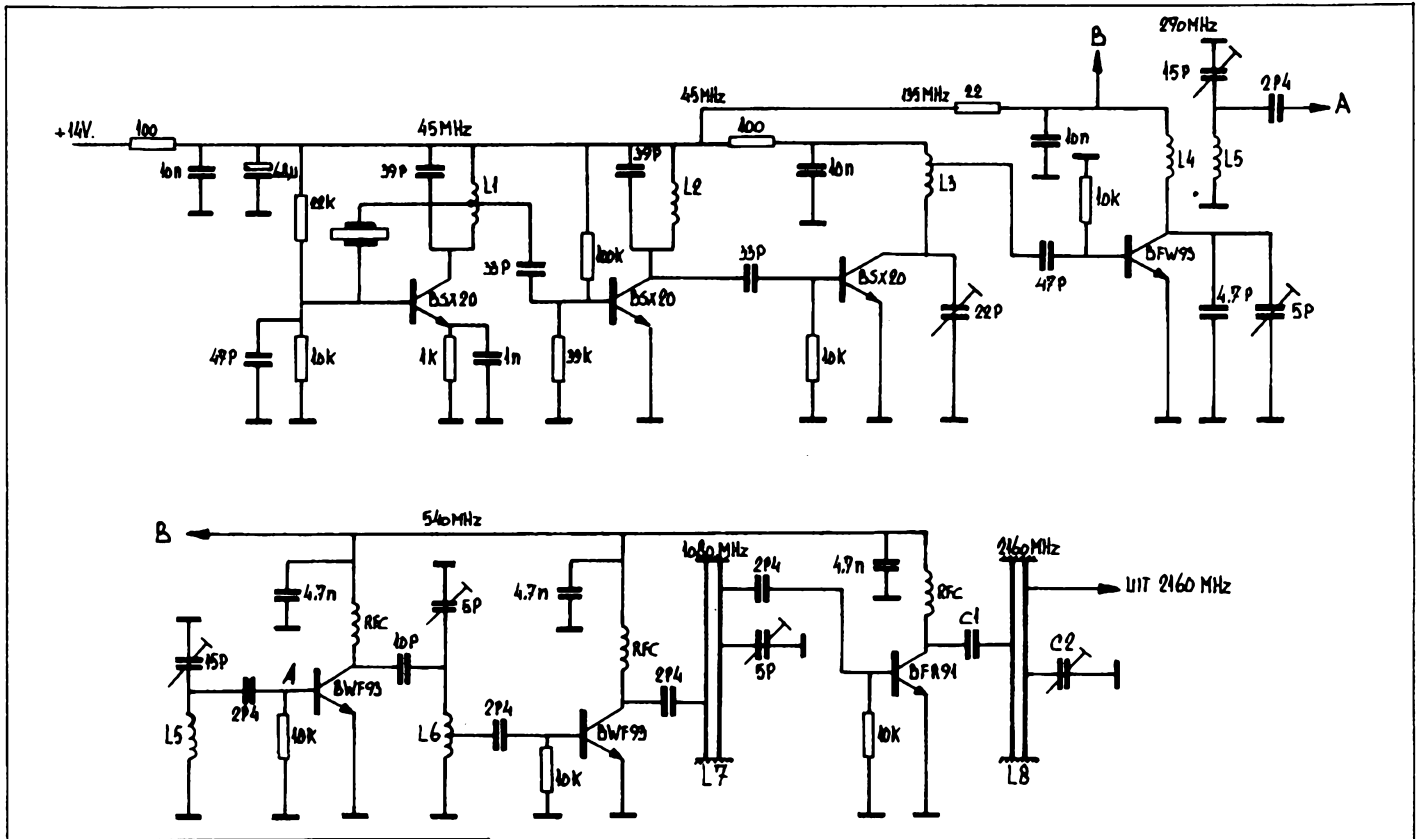 290MHz
B
15P
2P4
A
+14V.
100
45MHz
45MHz
135MHz
22
100
10n
4,8µ
39P
L1
39P
L2
10n
L3
10n
L4
L5
22K
10K
33P
100K
33P
47P
BFW93
BSX20
BSX20
BSX20
22P
4.7P
5P
47P
10K
1K
1n
39K
10K
B
540MHz
1080MHz
2160MHz
4.7n
RFC
6P
4.7n
RFC
2P4
4.7n
RFC
UIT 2160 MHz
15P
10P
C1
A
BWF93
2P4
5P
BFR91
C2
2P4
L5
10K
L6
2P4
BWF93
10K
10K
L7
L8